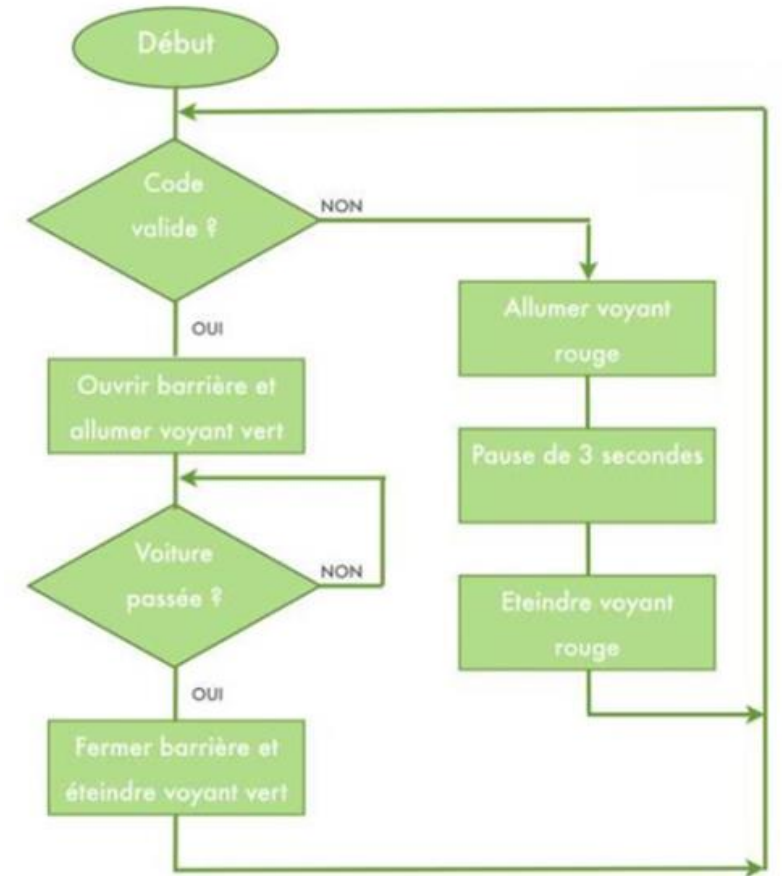 Début
Code
valide ?
NON
OUI
Allumer voyant
rouge
Ouvrir barrière et
allumer voyant vert
Pause de 3 secondes
Voiture
passée ?
NON
OUI
Eteindre voyant
rouge
Fermer barrière et
éteindre voyant vert